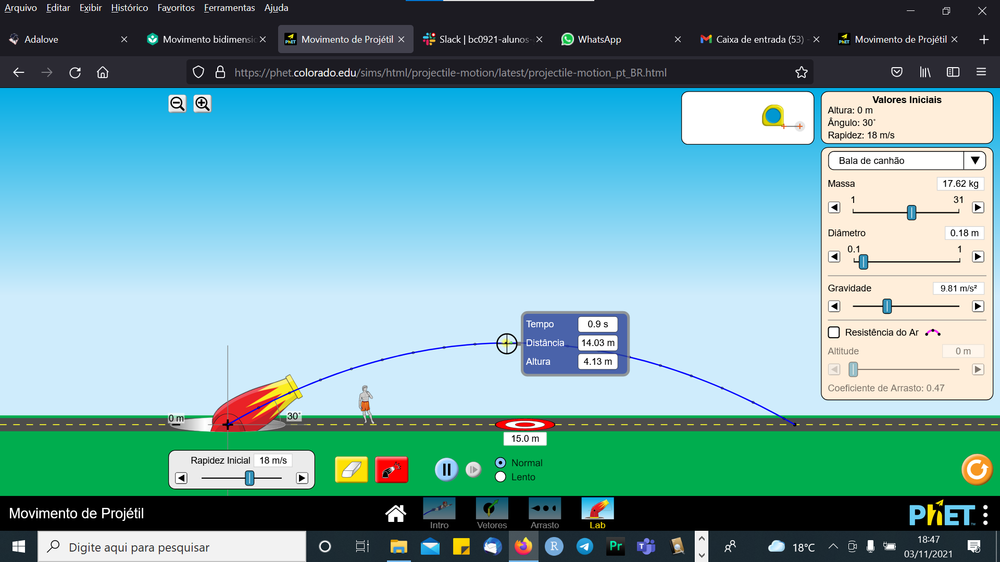 Arquivo Editar Exibir Histórico Favoritos Ferramentas Ajuda
Adalove
Movimento bidimensio
Movimento de Projétil
Slack | bc0921-alunos-
WhatsApp
Caixa de entrada (53) -
Movimento de Projétil
https://phet.colorado.edu/sims/html/projectile-motion/latest/projectile-motion_pt_BR.html
Valores Iniciais
Altura: 0 m
Ângulo: 30°
Rapidez: 18 m/s
Bala de canhão
Massa 17.62 kg
1 31
Diâmetro 0.18 m
0.1 1
Gravidade 9.81 m/s²
Resistência do Ar
Altitude 0 m
Coeficiente de Arrasto: 0.47
Tempo 0.9 s
Distância 14.03 m
Altura 4.13 m
0 m
30°
15.0 m
Rapidez Inicial 18 m/s
Normal
Lento
Movimento de Projétil
Intro
Vetores
Arrasto
Lab
PhET™
Digite aqui para pesquisar
R
Pr
18°C
18:47
03/11/2021